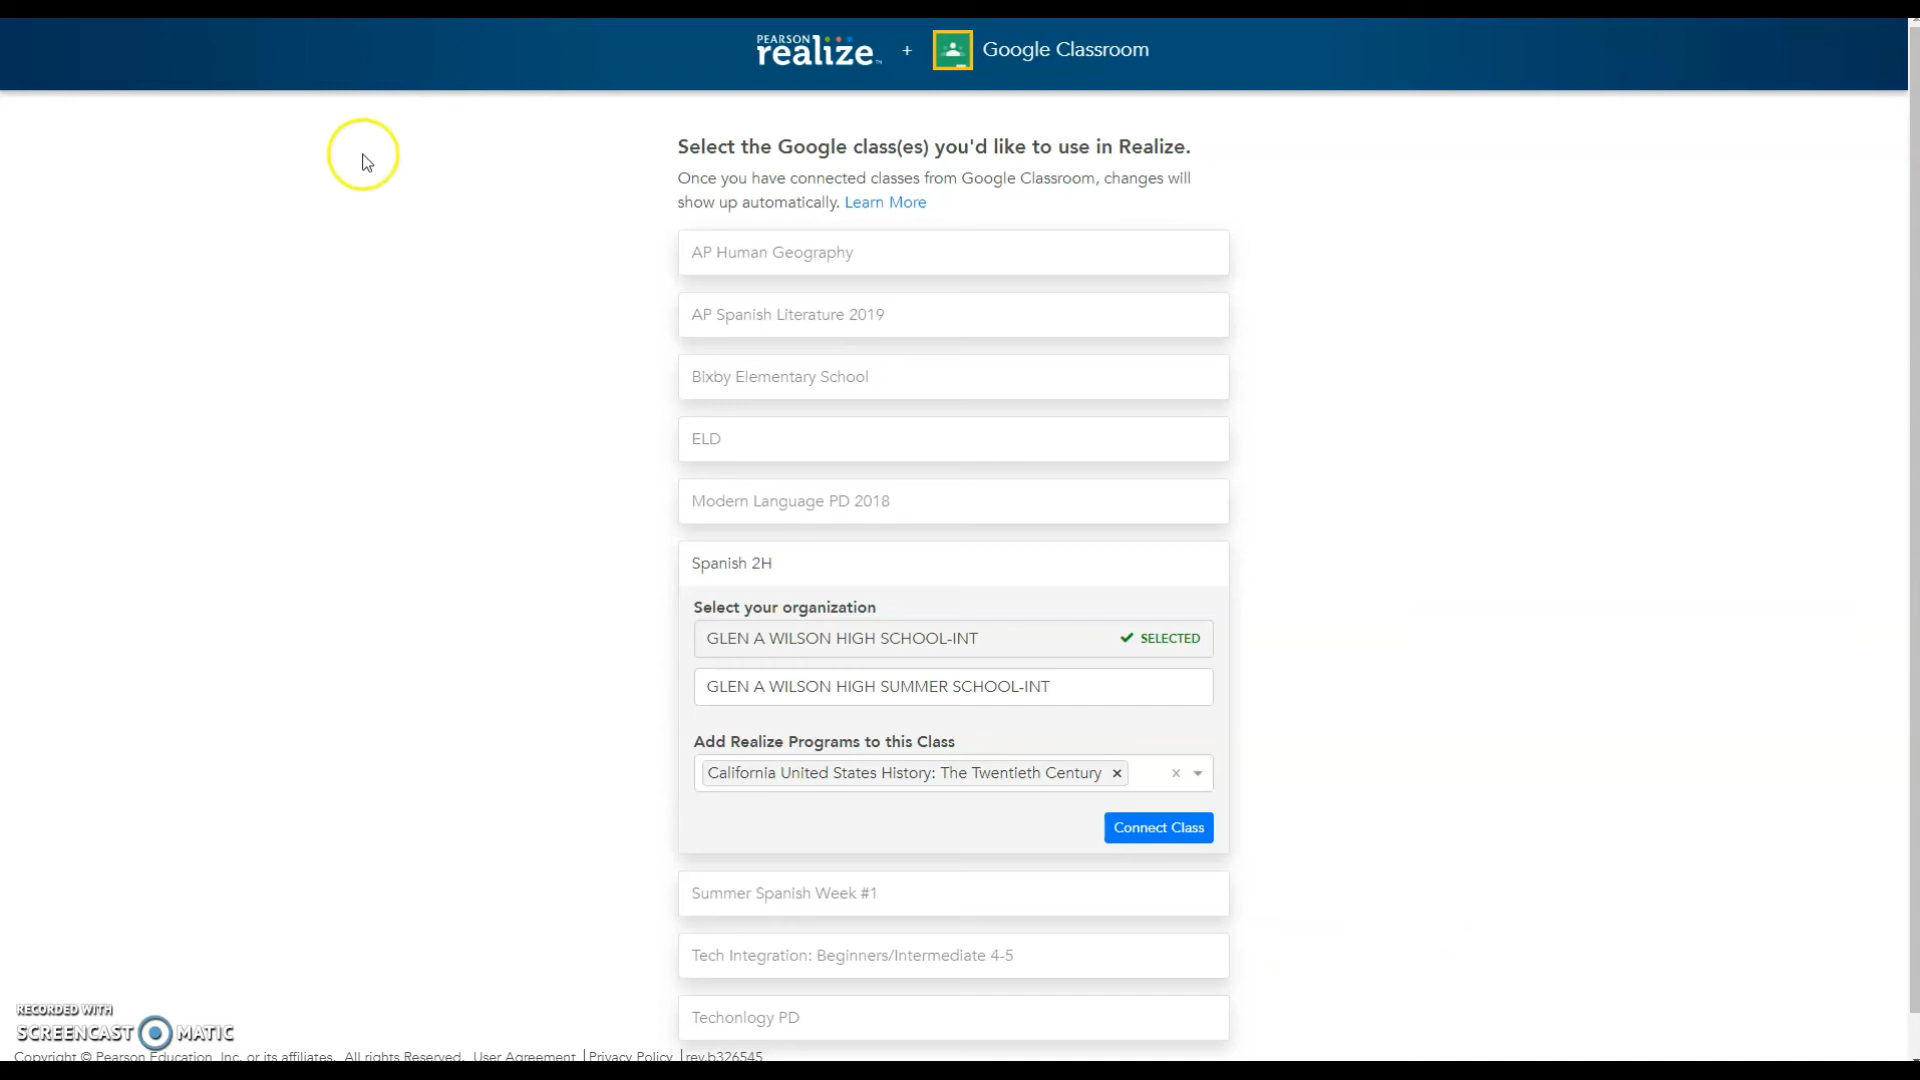 PEARSON
realize™ + Google Classroom
Select the Google class(es) you'd like to use in Realize.
Once you have connected classes from Google Classroom, changes will
show up automatically. Learn More
AP Human Geography
AP Spanish Literature 2019
Bixby Elementary School
ELD
Modern Language PD 2018
Spanish 2H
Select your organization
GLEN A WILSON HIGH SCHOOL-INT SELECTED
GLEN A WILSON HIGH SUMMER SCHOOL-INT
Add Realize Programs to this Class
California United States History: The Twentieth Century
Connect Class
Summer Spanish Week #1
Tech Integration: Beginners/Intermediate 4-5
Techonlogy PD
RECORDED WITH
SCREENCAST MATIC
Copyright © Pearson Education, Inc. or its affiliates. All rights Reserved. User Agreement | Privacy Policy | rev.b326545